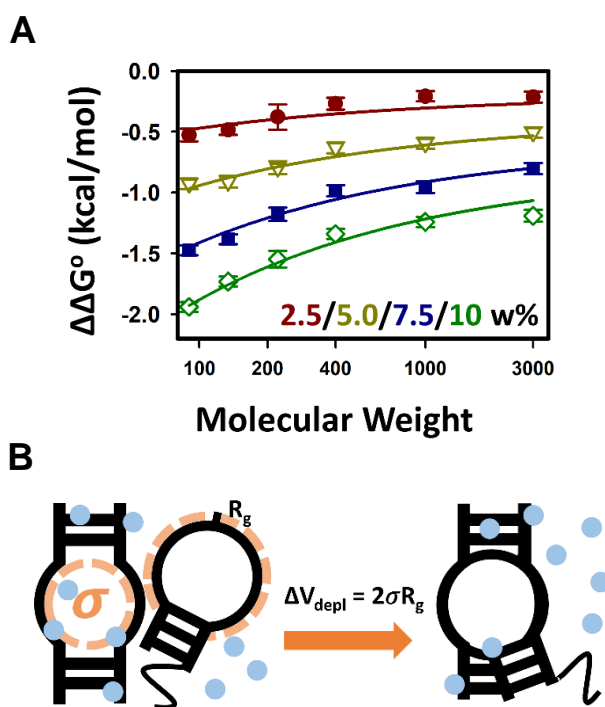 A
0.0
-0.5
-1.0
-1.5
-2.0
ΔΔGº (kcal/mol)
2.5/5.0/7.5/10 w%
100 200 400 1000 3000
Molecular Weight
B
Rg
σ
ΔVdepl = 2σRg